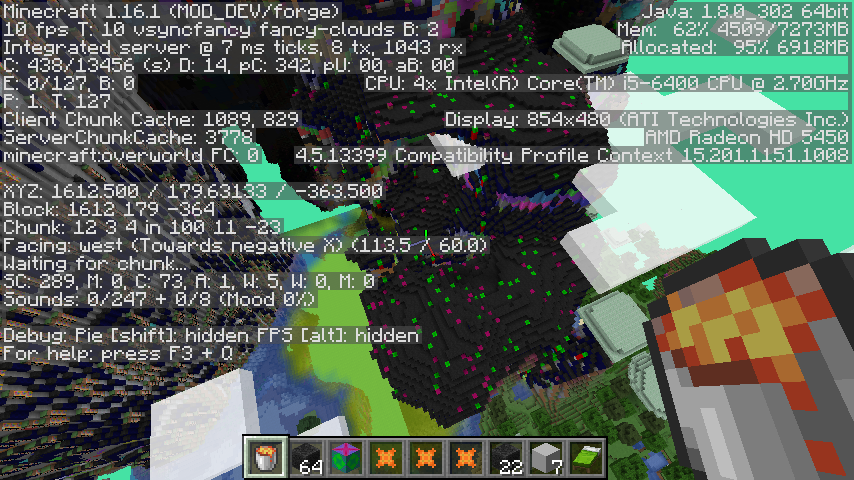 Minecraft 1.16.1 (MOD_DEV/forge)
10 fps T: 10 vsyncfancy fancy-clouds B: 2
Integrated server @ 7 ms ticks, 8 tx, 1043 rx
C: 438/13456 (s) D: 14, pC: 342, pU: 00, aB: 00
E: 0/127, B: 0
P: 1. T: 127
Client Chunk Cache: 1089, 829
ServerChunkCache: 3773
minecraft:overworld FC: 0
XYZ: 1612.500 / 179.63133 / -363.500
Block: 1612 179 -364
Chunk: 12 3 4 in 100 11 -23
Facing: west (Towards negative X) (113.5 / 60.0)
Waiting for chunk...
SC: 289, M: 0, C: 73, A: 1, W: 5, W: 0, M: 0
Sounds: 0/247 + 0/8 (Mood 0%)
Debug: Pie [shift]: hidden FPS [alt]: hidden
For help: press F3 + Q
Java: 1.8.0_302 64bit
Mem: 62% 4509/7273MB
Allocated: 95% 6918MB
CPU: 4x Intel(R) Core(TM) i5-6400 CPU @ 2.70GHz
Display: 854x480 (ATI Technologies Inc.)
AMD Radeon HD 5450
4.5.13399 Compatibility Profile Context 15.201.1151.1008
64
22
7